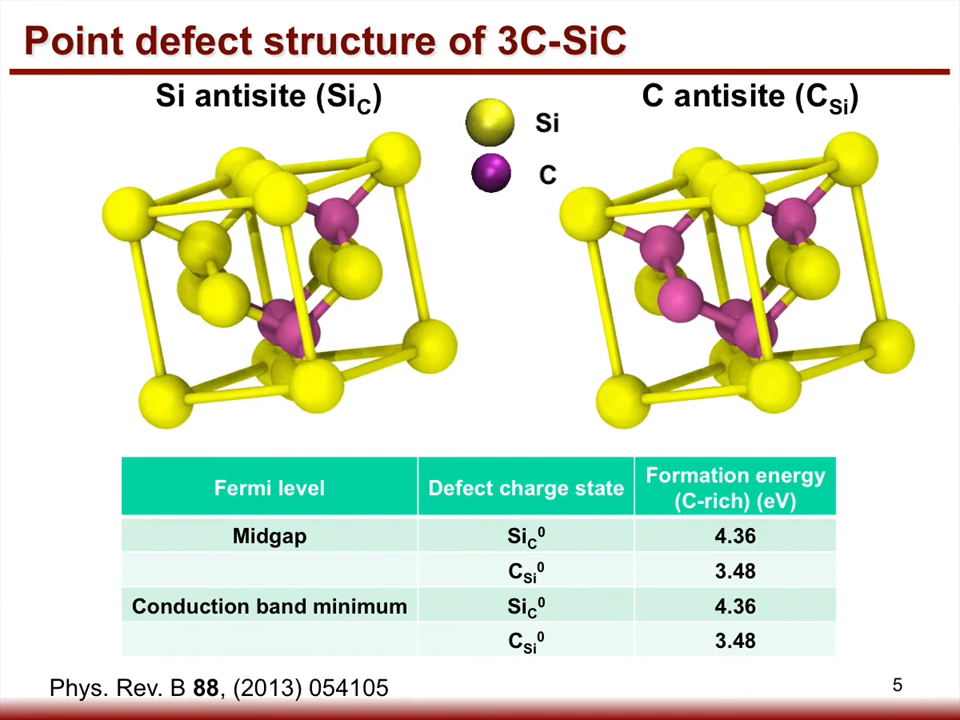 Point defect structure of 3C-SiC
Si antisite (Si_C)
C antisite (C_Si)
Si
C
Fermi level
Defect charge state
Formation energy
(C-rich) (eV)
Midgap
Si_C^0
4.36
C_Si^0
3.48
Conduction band minimum
Si_C^0
4.36
C_Si^0
3.48
Phys. Rev. B 88, (2013) 054105
5